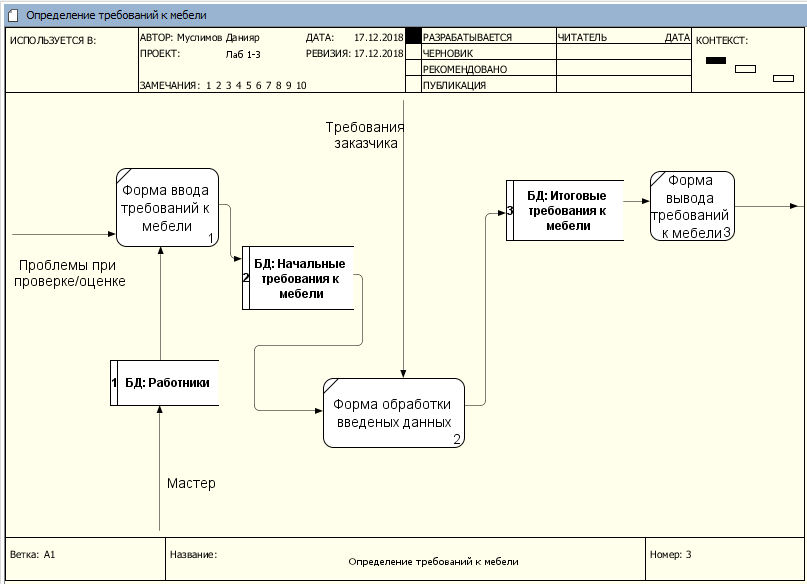 Определение требований к мебели
ИСПОЛЬЗУЕТСЯ В:
АВТОР: Муслимов Данияр
ДАТА: 17.12.2018
ПРОЕКТ: Лаб 1-3
РЕВИЗИЯ: 17.12.2018
ЗАМЕЧАНИЯ: 1 2 3 4 5 6 7 8 9 10
РАЗРАБАТЫВАЕТСЯ
ЧЕРНОВИК
РЕКОМЕНДОВАНО
ПУБЛИКАЦИЯ
ЧИТАТЕЛЬ
ДАТА
КОНТЕКСТ:
Требования
заказчика
Форма ввода
требований к
мебели
1
Проблемы при
проверке/оценке
2
БД: Начальные
требования к
мебели
3
БД: Итоговые
требования к
мебели
Форма
вывода
требований
к мебели3
1 БД: Работники
Форма обработки
введеных данных
2
Мастер
Ветка: A1
Название:
Определение требований к мебели
Номер: 3